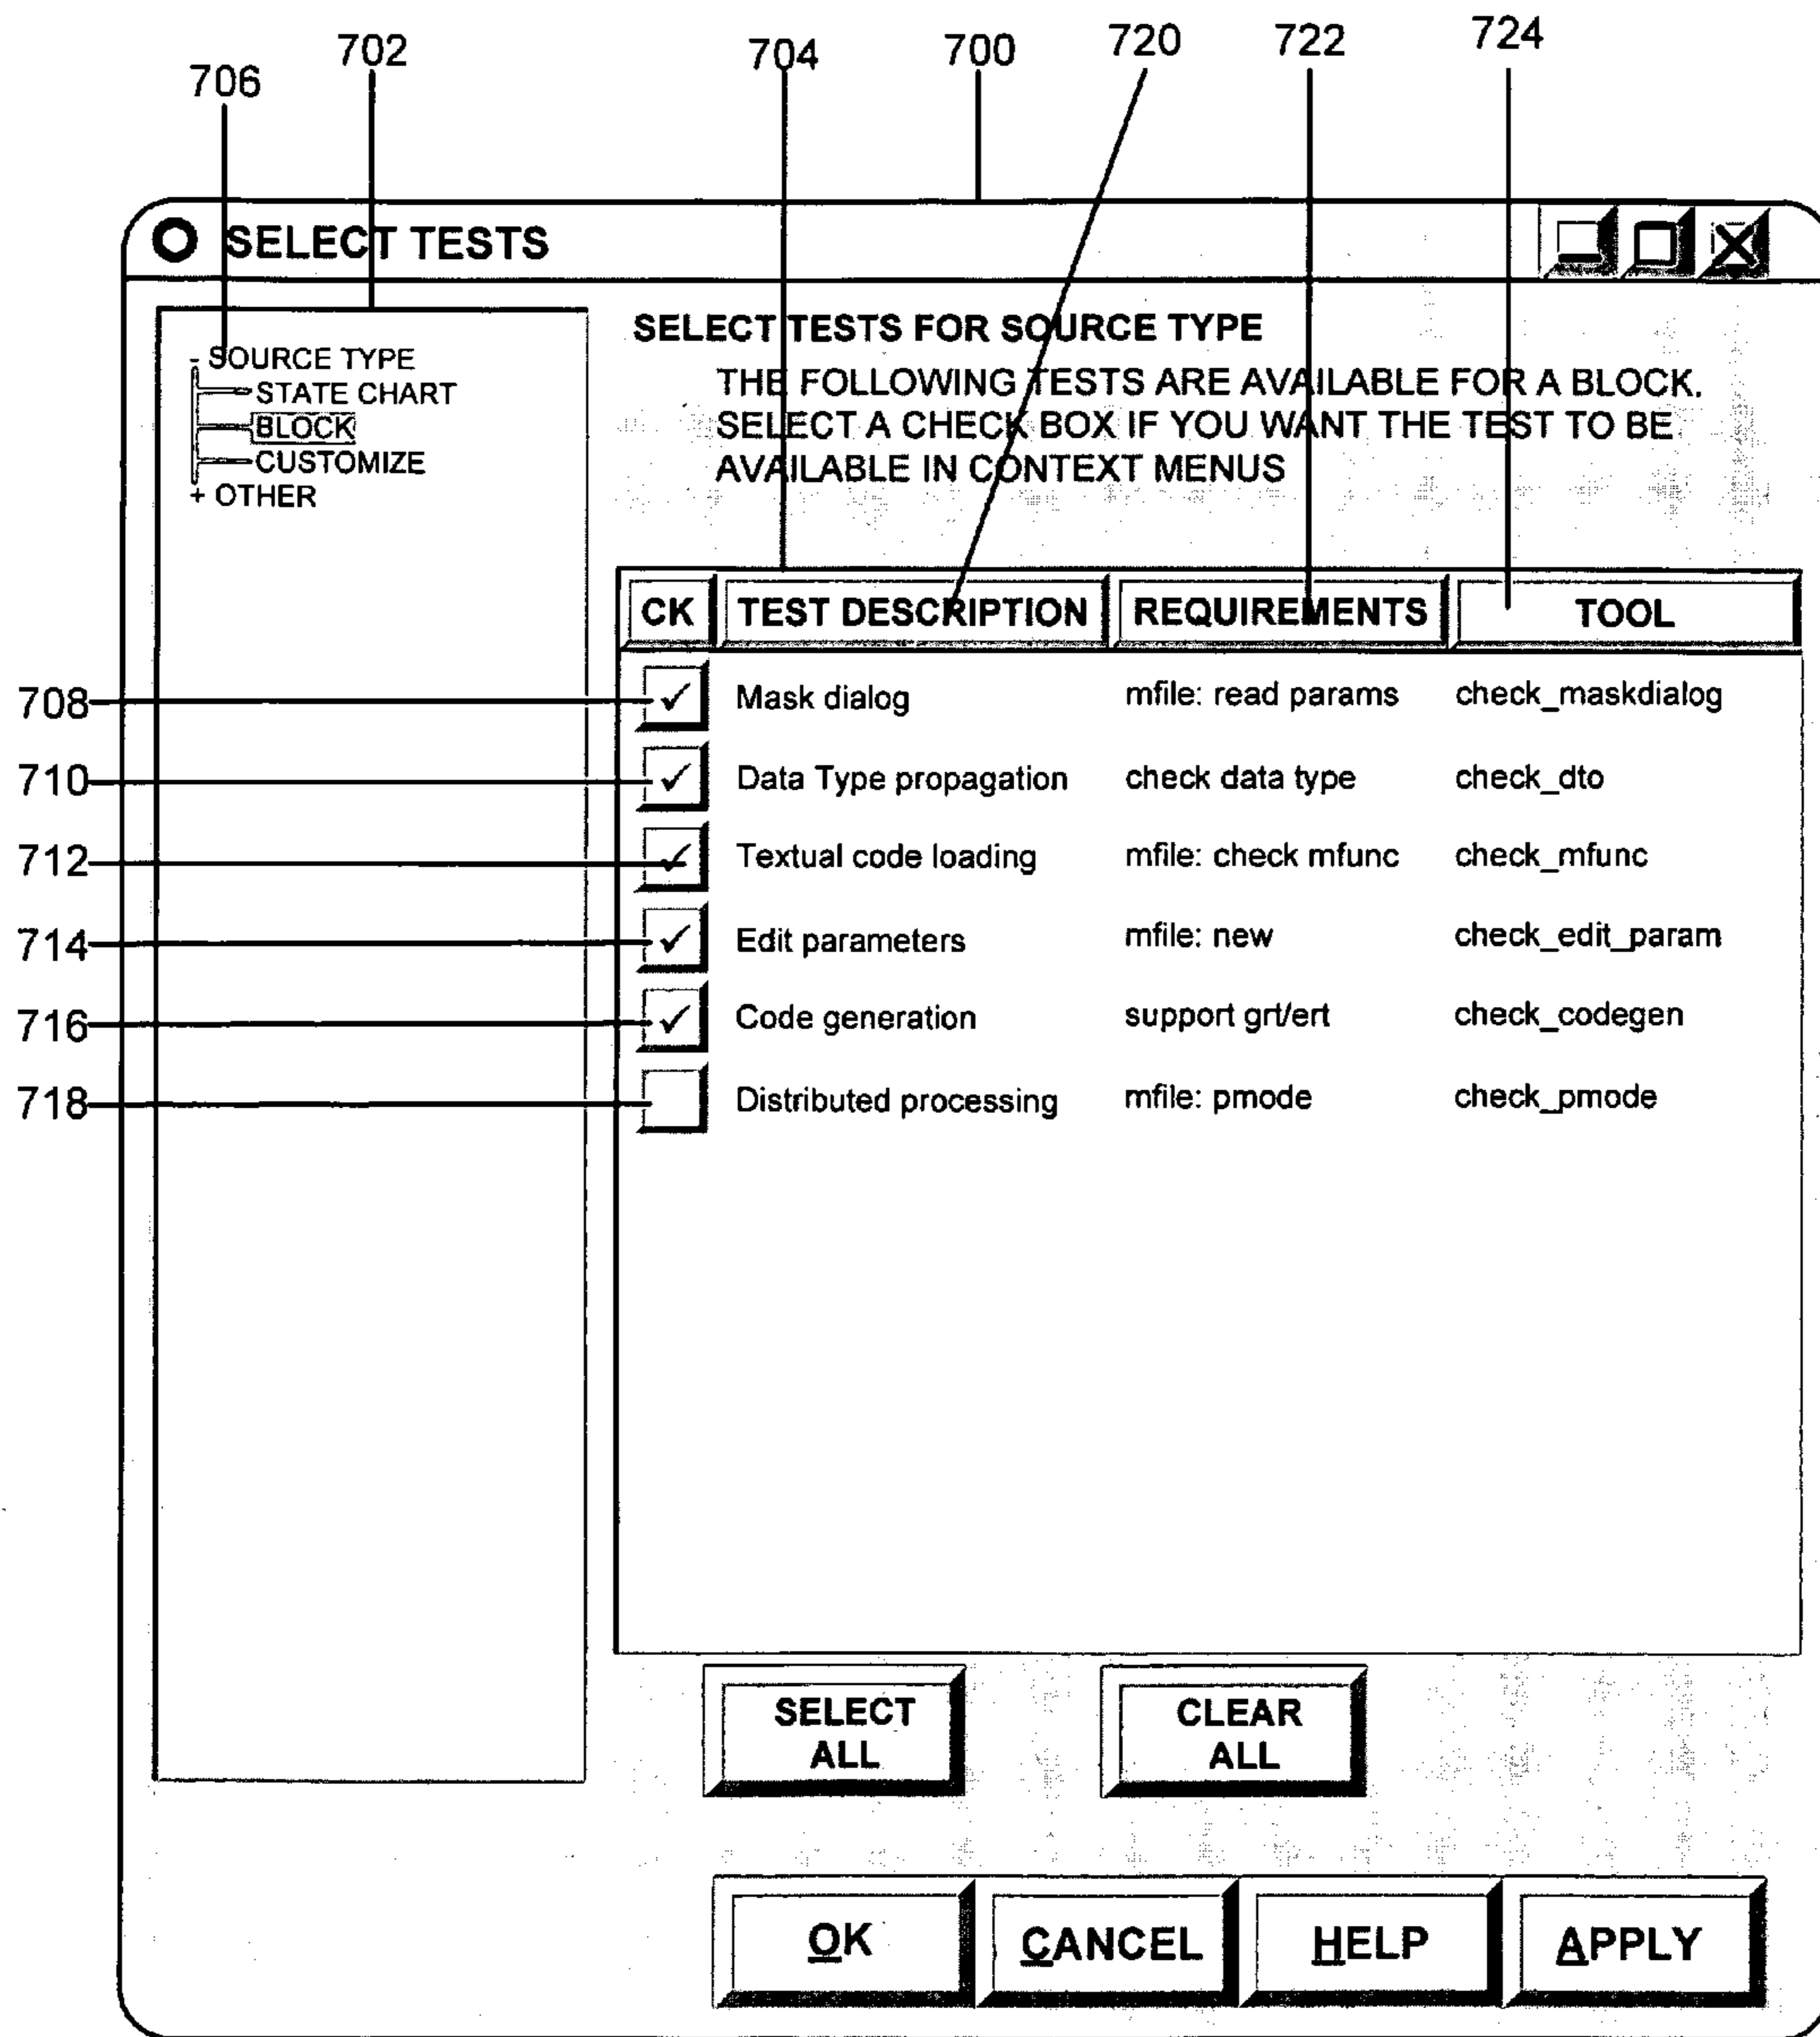 706
702
704
700
720
722
724
SELECT TESTS
- SOURCE TYPE
STATE CHART
BLOCK
CUSTOMIZE
+ OTHER
SELECT TESTS FOR SOURCE TYPE
THE FOLLOWING TESTS ARE AVAILABLE FOR A BLOCK.
SELECT A CHECK BOX IF YOU WANT THE TEST TO BE
AVAILABLE IN CONTEXT MENUS
CK TEST DESCRIPTION REQUIREMENTS TOOL
708 Mask dialog mfile: read params check_maskdialog
710 Data Type propagation check data type check_dto
712 Textual code loading mfile: check mfunc check_mfunc
714 Edit parameters mfile: new check_edit_param
716 Code generation support grt/ert check_codegen
718 Distributed processing mfile: pmode check_pmode
SELECT
ALL
CLEAR
ALL
OK CANCEL HELP APPLY